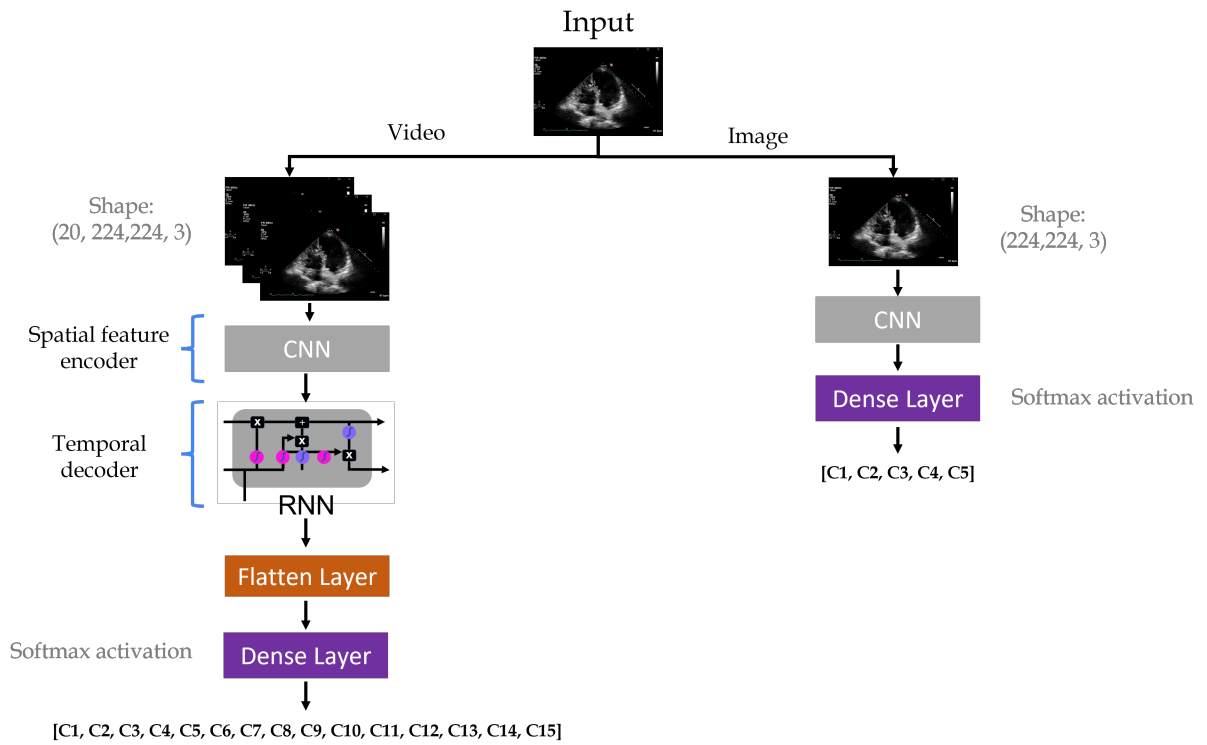 Input
Video
Image
Shape:
(20, 224,224, 3)
Shape:
(224,224, 3)
Spatial feature
encoder
CNN
CNN
Dense Layer
Softmax activation
Temporal
decoder
X
+
X
X
RNN
[C1, C2, C3, C4, C5]
Flatten Layer
Softmax activation
Dense Layer
[C1, C2, C3, C4, C5, C6, C7, C8, C9, C10, C11, C12, C13, C14, C15]